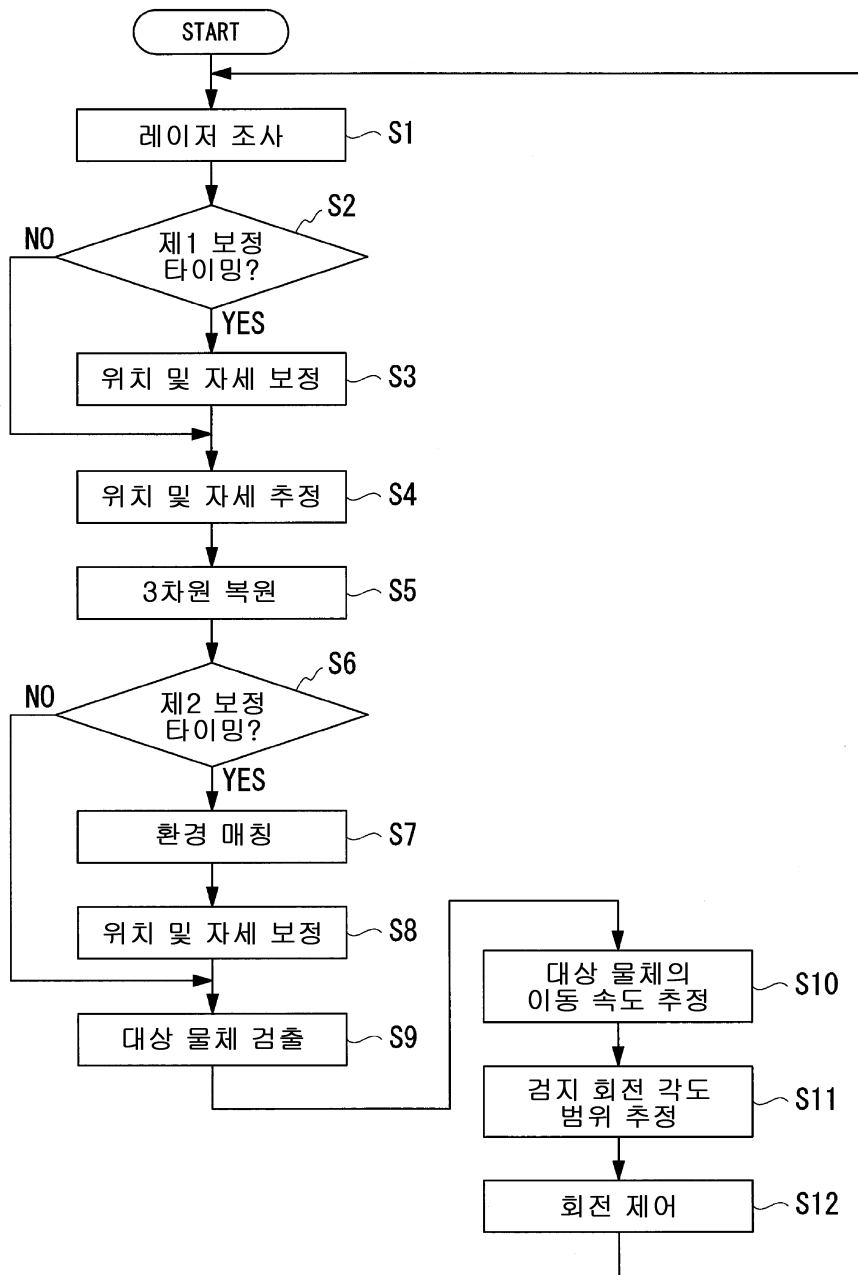 START
레이저 조사
S1
S2
제1 보정
타이밍?
NO
YES
위치 및 자세 보정
S3
위치 및 자세 추정
S4
3차원 복원
S5
S6
제2 보정
타이밍?
NO
YES
환경 매칭
S7
위치 및 자세 보정
S8
대상 물체 검출
S9
대상 물체의
이동 속도 추정
S10
검지 회전 각도
범위 추정
S11
회전 제어
S12